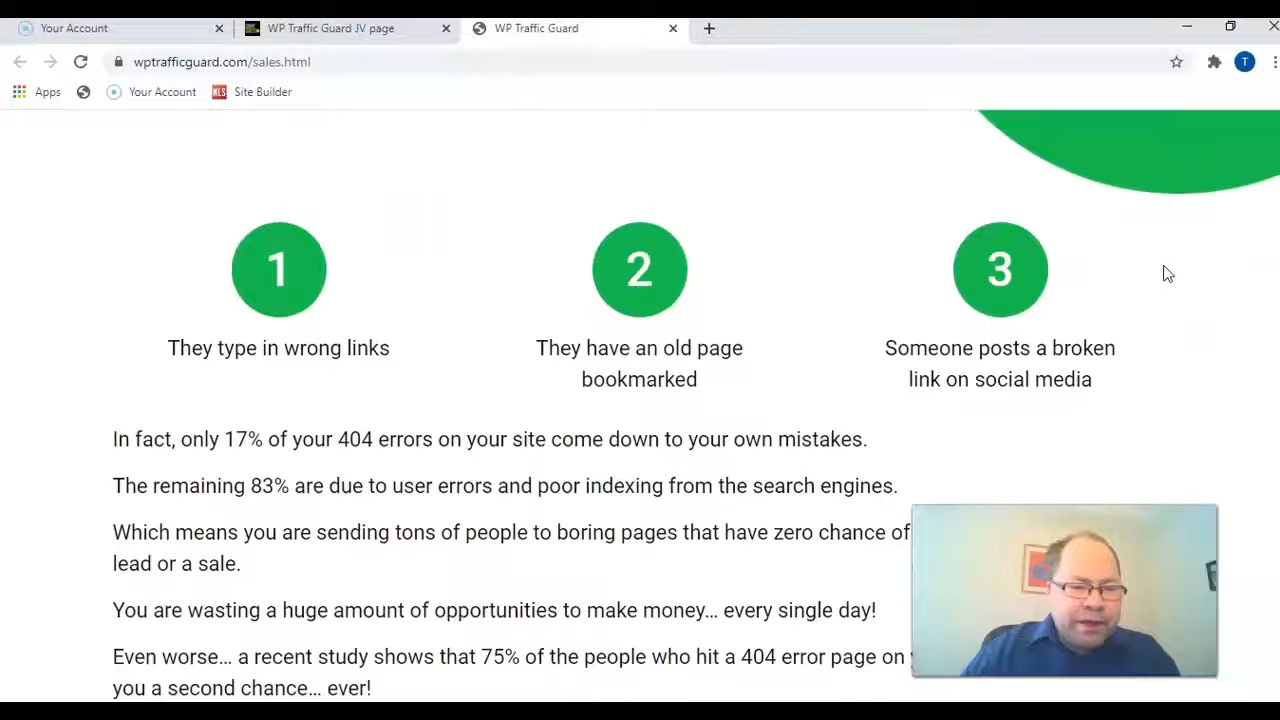 Your Account
WP Traffic Guard JV page
WP Traffic Guard
wptrafficguard.com/sales.html
T
Apps
Your Account
Site Builder
1
2
3
They type in wrong links
They have an old page
bookmarked
Someone posts a broken
link on social media
In fact, only 17% of your 404 errors on your site come down to your own mistakes.
The remaining 83% are due to user errors and poor indexing from the search engines.
Which means you are sending tons of people to boring pages that have zero chance of
lead or a sale.
You are wasting a huge amount of opportunities to make money… every single day!
Even worse… a recent study shows that 75% of the people who hit a 404 error page on
you a second chance… ever!